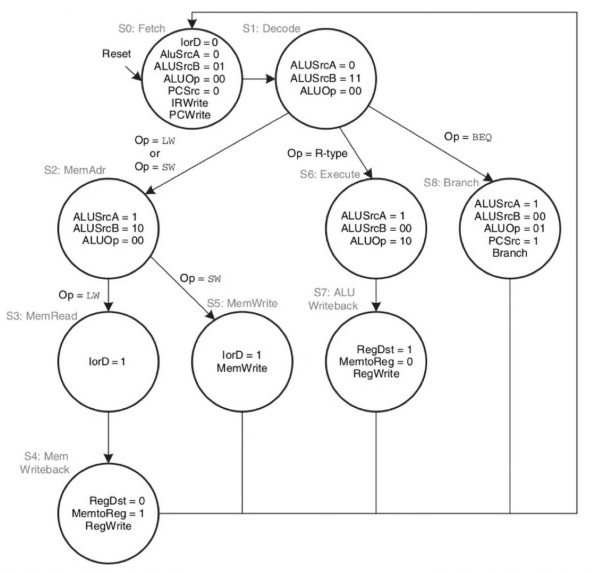 S0: Fetch
IorD = 0
AluSrcA = 0
ALUSrcB = 01
ALUOp = 00
PCSrc = 0
IRWrite
PCWrite
Reset
S1: Decode
ALUSrcA = 0
ALUSrcB = 11
ALUOp = 00
Op = LW
or
Op = SW
Op = R-type
Op = BEQ
S2: MemAdr
ALUSrcA = 1
ALUSrcB = 10
ALUOp = 00
S6: Execute
ALUSrcA = 1
ALUSrcB = 00
ALUOp = 10
S8: Branch
ALUSrcA = 1
ALUSrcB = 00
ALUOp = 01
PCSrc = 1
Branch
Op = LW
Op = SW
S3: MemRead
IorD = 1
S5: MemWrite
IorD = 1
MemWrite
S7: ALU
Writeback
RegDst = 1
MemtoReg = 0
RegWrite
S4: Mem
Writeback
RegDst = 0
MemtoReg = 1
RegWrite